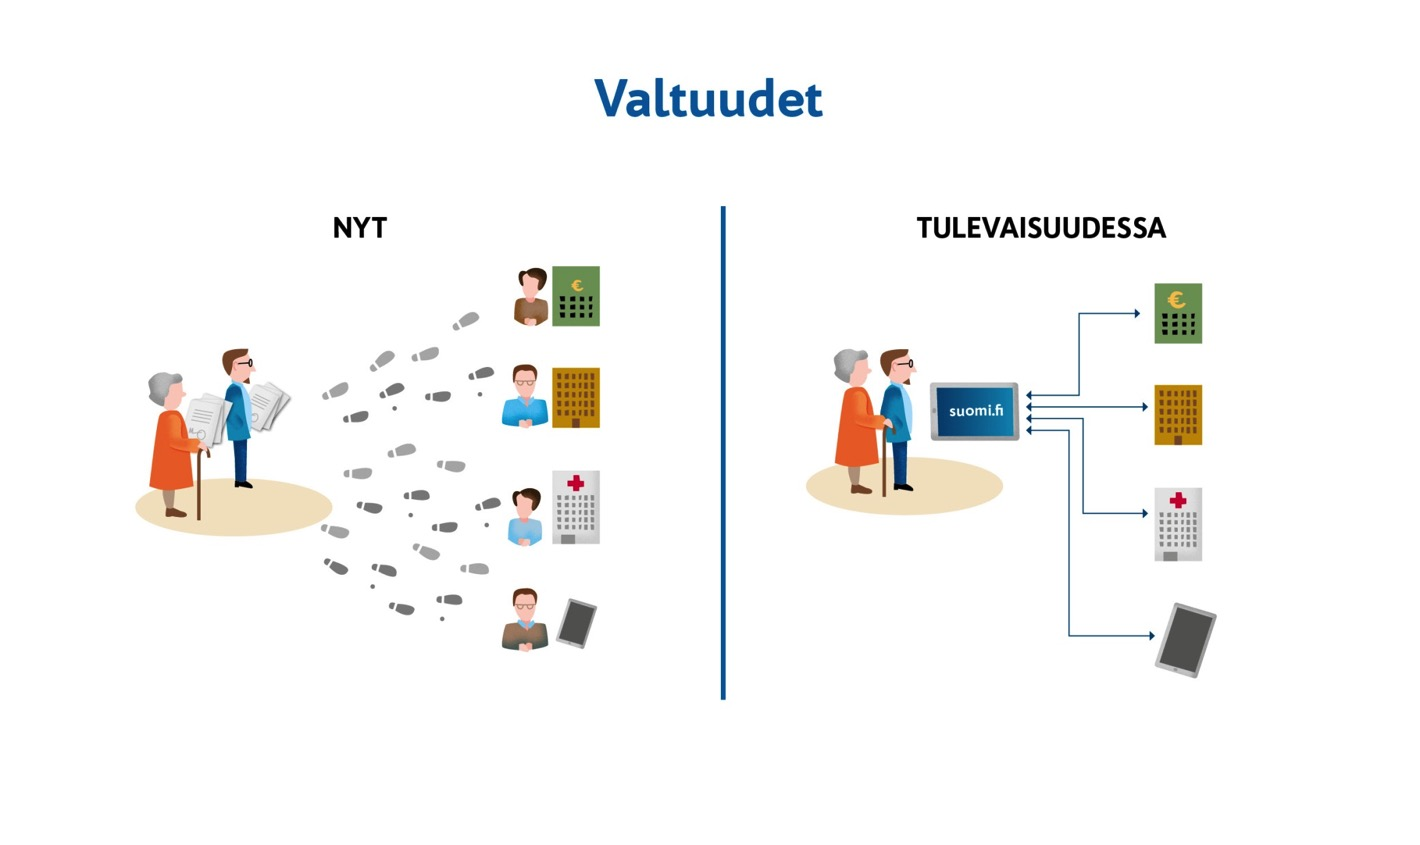 Valtuudet
NYT
TULEVAISUUDESSA
€
€
suomi.fi